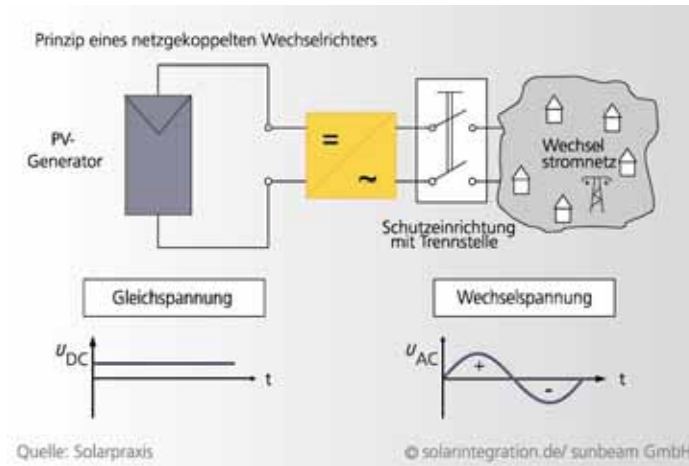 Prinzip eines netzgekoppelten Wechselrichters
PV-
Generator
=
~
Wechsel
stromnetz
Schutzeinrichtung
mit Trennstelle
Gleichspannung
Wechselspannung
U DC
t
U AC
+
-
t
Quelle: Solarpraxis
© solarintegration.de/ sunbeam GmbH